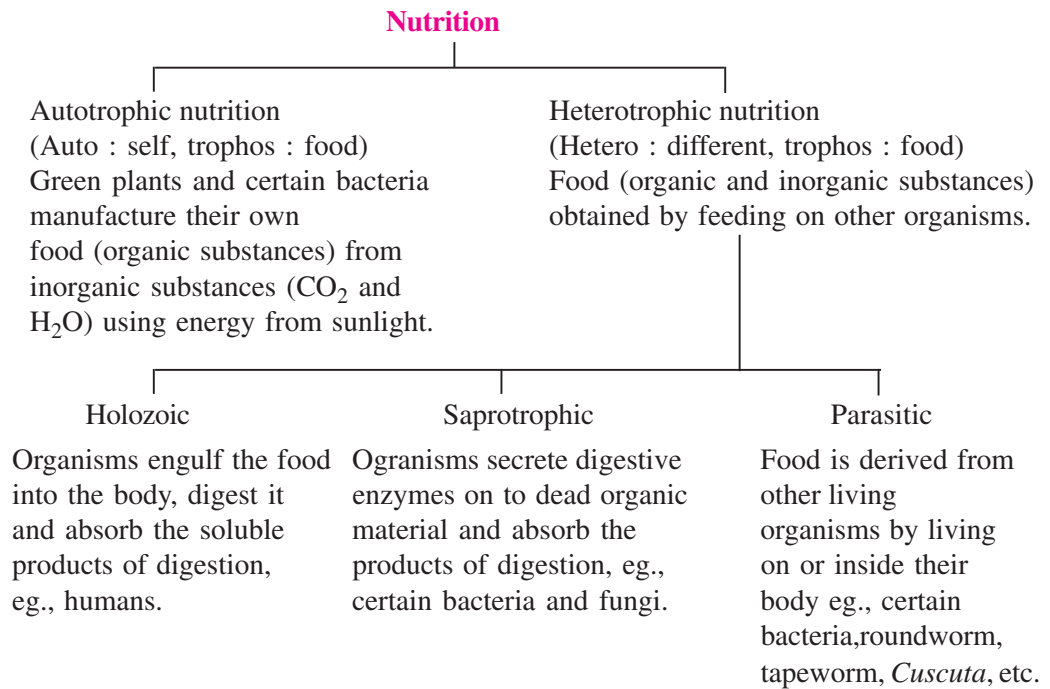 Nutrition
Autotrophic nutrition
(Auto : self, trophos : food)
Green plants and certain bacteria
manufacture their own
food (organic substances) from
inorganic substances (CO₂ and
H₂O) using energy from sunlight.
Heterotrophic nutrition
(Hetero : different, trophos : food)
Food (organic and inorganic substances)
obtained by feeding on other organisms.
Holozoic
Organisms engulf the food
into the body, digest it
and absorb the soluble
products of digestion,
eg., humans.
Saprotrophic
Ogranisms secrete digestive
enzymes on to dead organic
material and absorb the
products of digestion, eg.,
certain bacteria and fungi.
Parasitic
Food is derived from
other living
organisms by living
on or inside their
body eg., certain
bacteria,roundworm,
tapeworm, Cuscuta, etc.